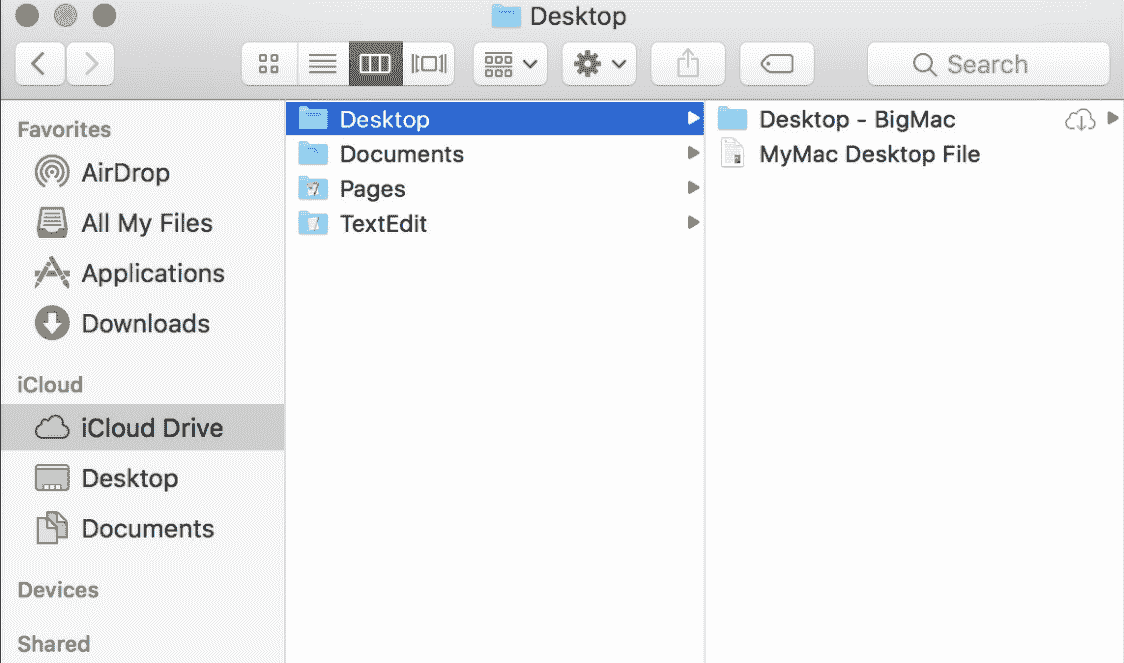 Desktop
Search
Favorites
AirDrop
All My Files
Applications
Downloads
iCloud
iCloud Drive
Desktop
Documents
Devices
Shared
Desktop
Documents
Pages
TextEdit
Desktop - BigMac
MyMac Desktop File